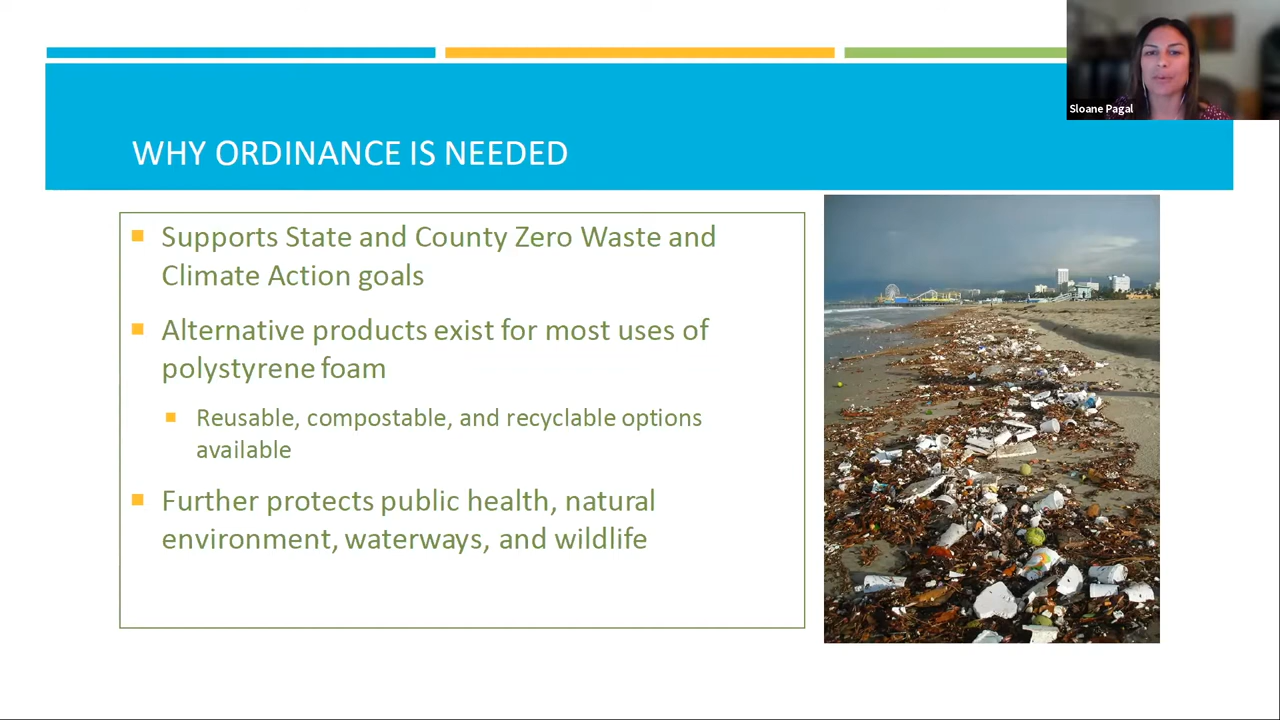 Sloane Pagal
WHY ORDINANCE IS NEEDED
Supports State and County Zero Waste and
Climate Action goals
Alternative products exist for most uses of
polystyrene foam
Reusable, compostable, and recyclable options
available
Further protects public health, natural
environment, waterways, and wildlife